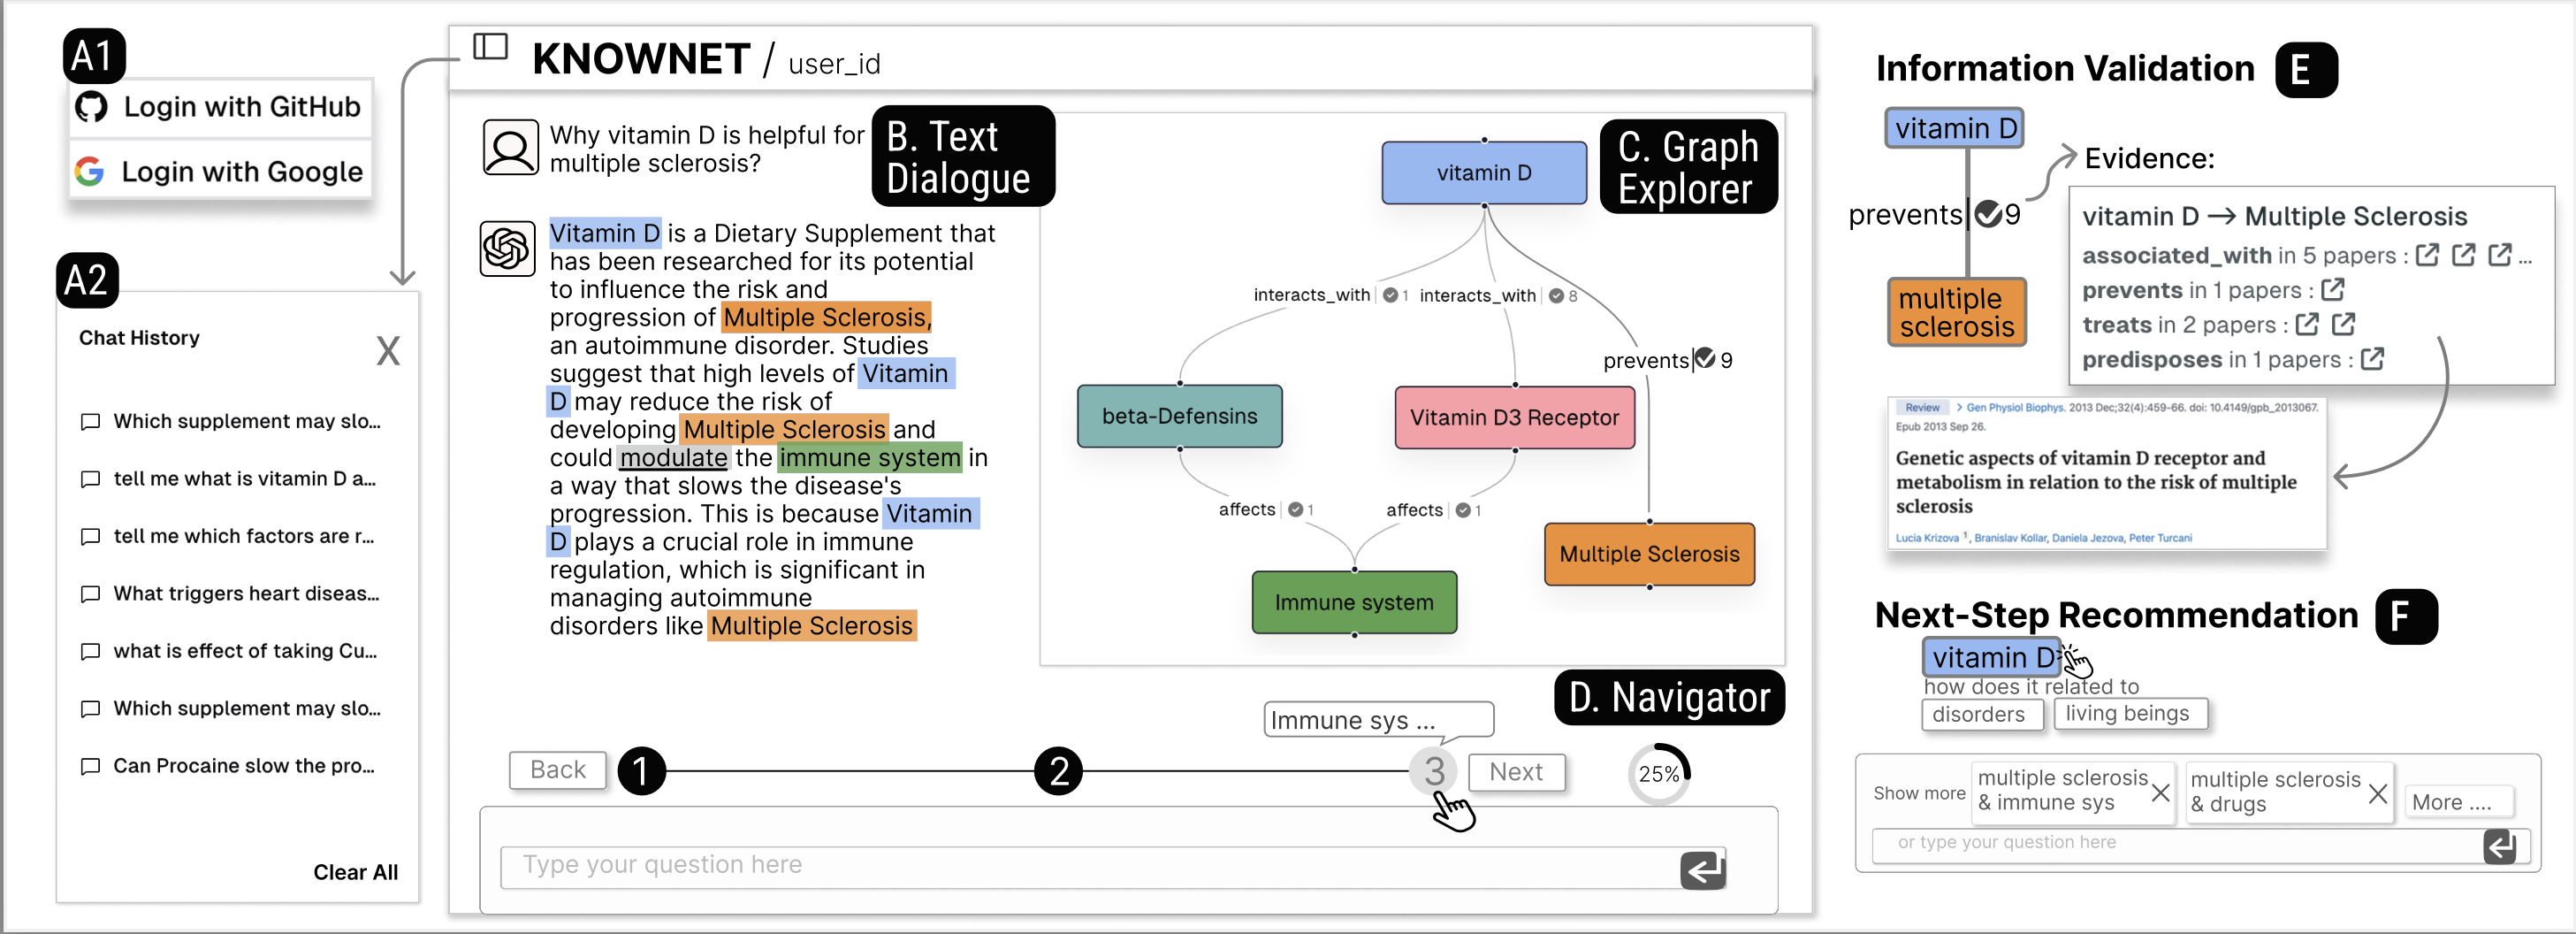 A1
Login with GitHub
Login with Google
A2
Chat History
X
Which supplement may slo...
tell me what is vitamin D a...
tell me which factors are r...
What triggers heart diseas...
what is effect of taking Cu...
Which supplement may slo...
Can Procaine slow the pro...
Clear All
KNOWNET / user_id
Why vitamin D is helpful for
multiple sclerosis?
B. Text
Dialogue
Vitamin D is a Dietary Supplement that
has been researched for its potential
to influence the risk and
progression of Multiple Sclerosis,
an autoimmune disorder. Studies
suggest that high levels of Vitamin
D may reduce the risk of
developing Multiple Sclerosis and
could modulate the immune system in
a way that slows the disease's
progression. This is because Vitamin
D plays a crucial role in immune
regulation, which is significant in
managing autoimmune
disorders like Multiple Sclerosis
C. Graph
Explorer
vitamin D
interacts_with | 1
interacts_with | 8
prevents| 9
beta-Defensins
Vitamin D3 Receptor
affects | 1
affects | 1
Multiple Sclerosis
Immune system
D. Navigator
Immune sys ...
Back
1
2
3
Next
25%
Type your question here
Information Validation
E
vitamin D
prevents| 9
multiple
sclerosis
Evidence:
vitamin D → Multiple Sclerosis
associated_with in 5 papers : ...
prevents in 1 papers :
treats in 2 papers :
predisposes in 1 papers :
Review > Gen Physiol Biophys. 2013 Dec;32(4):459-66. doi: 10.4149/gpb_2013067.
Epub 2013 Sep 26.
Genetic aspects of vitamin D receptor and
metabolism in relation to the risk of multiple
sclerosis
Lucia Krizova 1, Branislav Kollar, Daniela Jezova, Peter Turcani
Next-Step Recommendation
F
vitamin D
how does it related to
disorders
living beings
Show more
multiple sclerosis
& immune sys
multiple sclerosis
& drugs
More ....
or type your question here